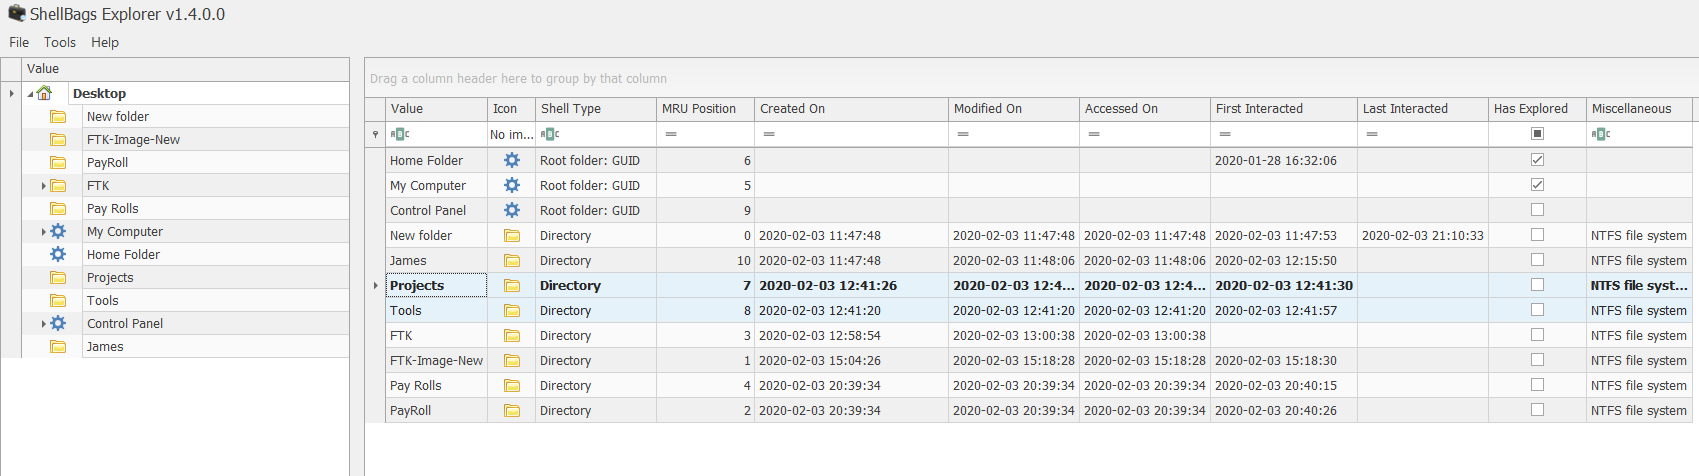 ShellBags Explorer v1.4.0.0
File Tools Help
Value
Desktop
New folder
FTK-Image-New
PayRoll
FTK
Pay Rolls
My Computer
Home Folder
Projects
Tools
Control Panel
James
Drag a column header here to group by that column
Value Icon Shell Type MRU Position Created On Modified On Accessed On First Interacted Last Interacted Has Explored Miscellaneous
ABC No im... ABC = = = = = = ABC
Home Folder Root folder: GUID 6 2020-01-28 16:32:06
My Computer Root folder: GUID 5
Control Panel Root folder: GUID 9
New folder Directory 0 2020-02-03 11:47:48 2020-02-03 11:47:48 2020-02-03 11:47:48 2020-02-03 11:47:53 2020-02-03 21:10:33 NTFS file system
James Directory 10 2020-02-03 11:47:48 2020-02-03 11:48:06 2020-02-03 11:48:06 2020-02-03 12:15:50 NTFS file system
Projects Directory 7 2020-02-03 12:41:26 2020-02-03 12:4... 2020-02-03 12:4... 2020-02-03 12:41:30 NTFS file syst...
Tools Directory 8 2020-02-03 12:41:20 2020-02-03 12:41:20 2020-02-03 12:41:20 2020-02-03 12:41:57 NTFS file system
FTK Directory 3 2020-02-03 12:58:54 2020-02-03 13:00:38 2020-02-03 13:00:38 NTFS file system
FTK-Image-New Directory 1 2020-02-03 15:04:26 2020-02-03 15:18:28 2020-02-03 15:18:28 2020-02-03 15:18:30 NTFS file system
Pay Rolls Directory 4 2020-02-03 20:39:34 2020-02-03 20:39:34 2020-02-03 20:39:34 2020-02-03 20:40:15 NTFS file system
PayRoll Directory 2 2020-02-03 20:39:34 2020-02-03 20:39:34 2020-02-03 20:39:34 2020-02-03 20:40:26 NTFS file system